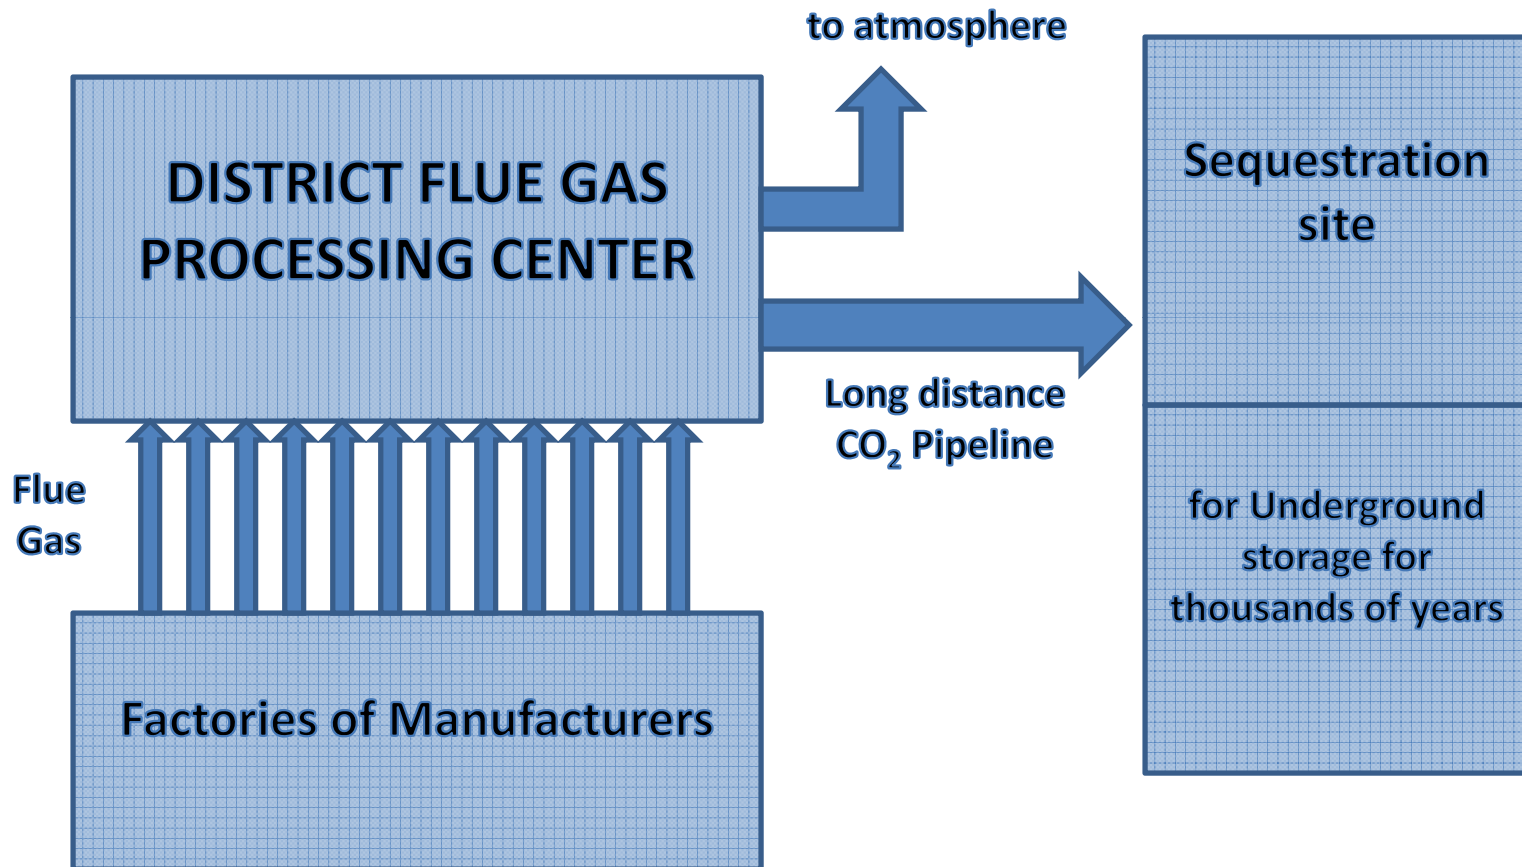 to atmosphere
DISTRICT FLUE GAS
PROCESSING CENTER
Sequestration
site
Long distance
CO₂ Pipeline
Flue
Gas
for Underground
storage for
thousands of years
Factories of Manufacturers